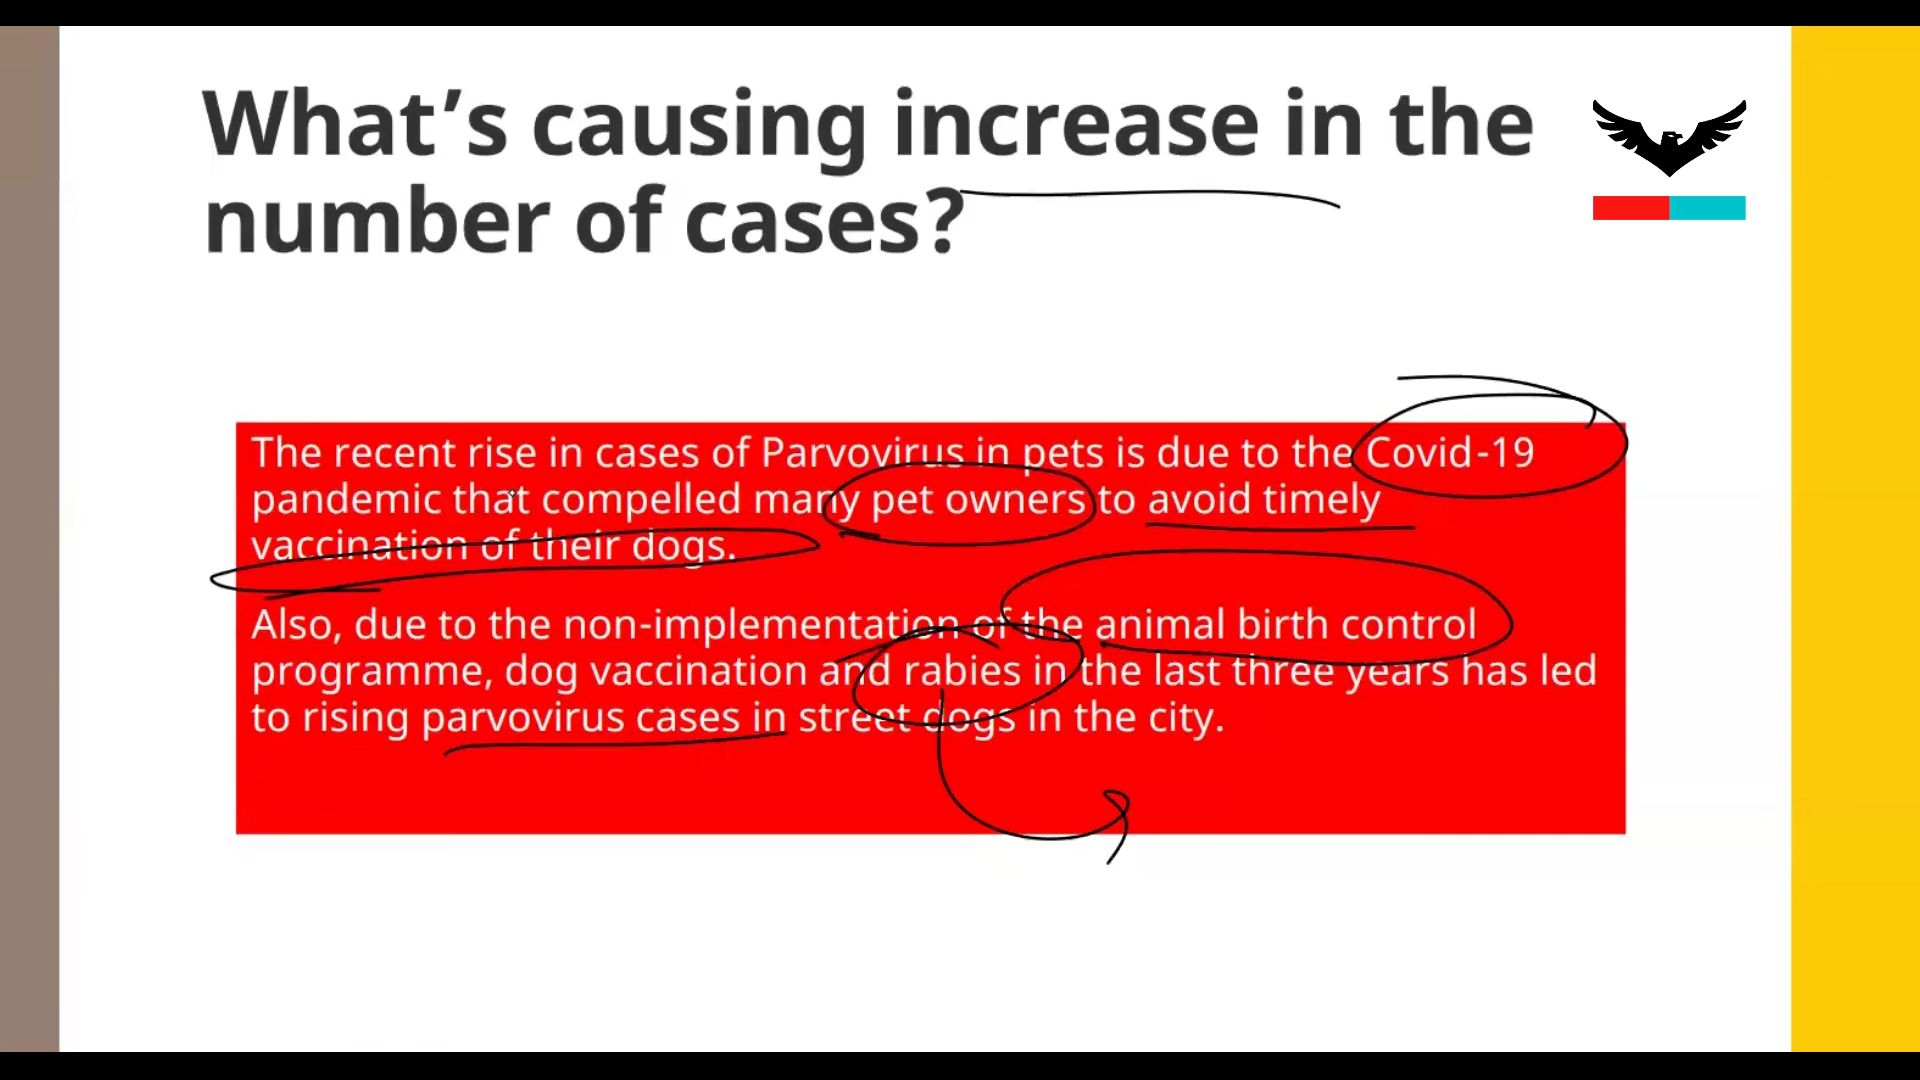 What’s causing increase in the
number of cases?
The recent rise in cases of Parvovirus in pets is due to the Covid-19
pandemic that compelled many pet owners to avoid timely
vaccination of their dogs.
Also, due to the non-implementation of the animal birth control
programme, dog vaccination and rabies in the last three years has led
to rising parvovirus cases in street dogs in the city.